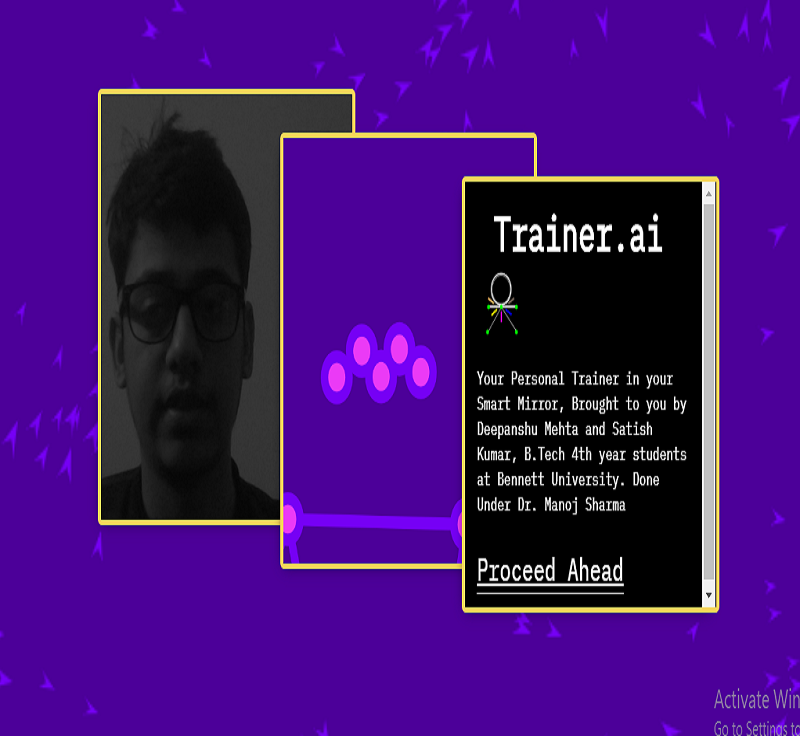 Trainer.ai
Your Personal Trainer in your
Smart Mirror, Brought to you by
Deepanshu Mehta and Satish
Kumar, B.Tech 4th year students
at Bennett University. Done
Under Dr. Manoj Sharma
Proceed Ahead
Activate Win
Go to Settings to